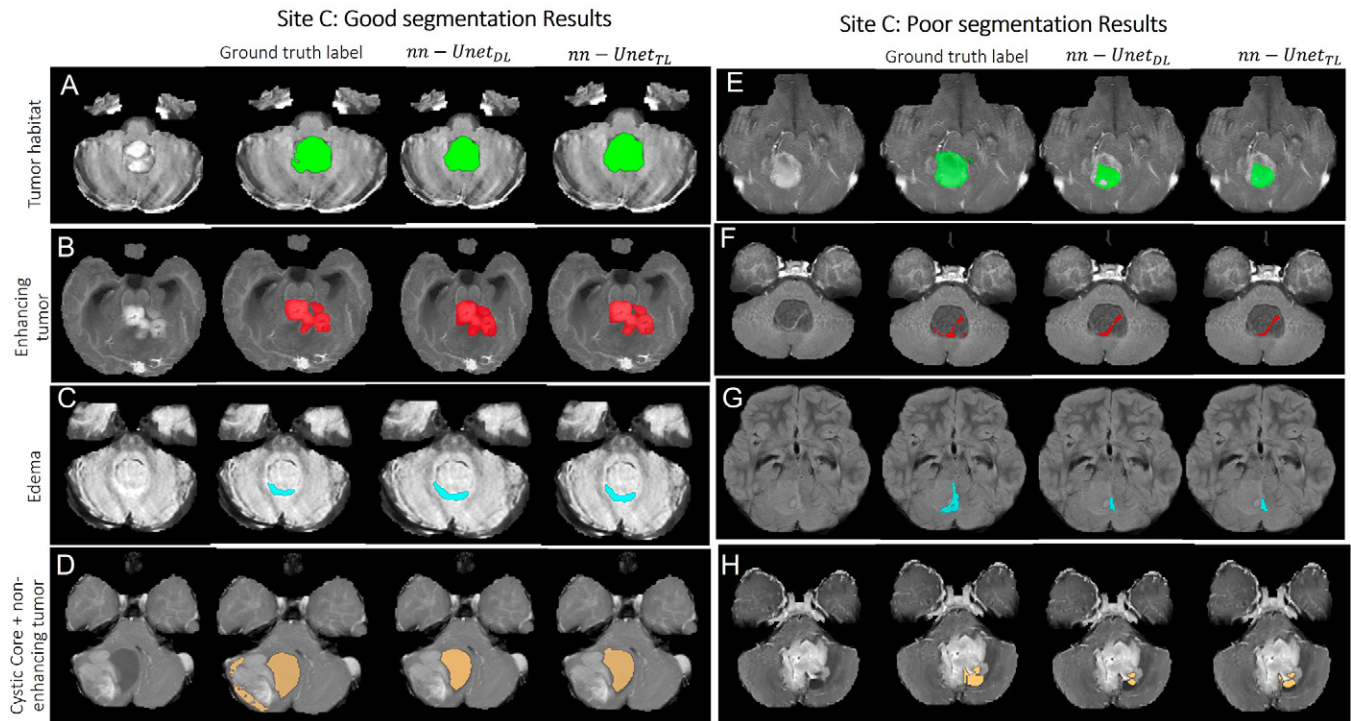 Site C: Good segmentation Results
Site C: Poor segmentation Results
Ground truth label
nn − Unet_DL
nn − Unet_TL
Ground truth label
nn − Unet_DL
nn − Unet_TL
Tumor habitat
A
E
Enhancing
tumor
B
F
Edema
C
G
Cystic Core + non-
enhancing tumor
D
H